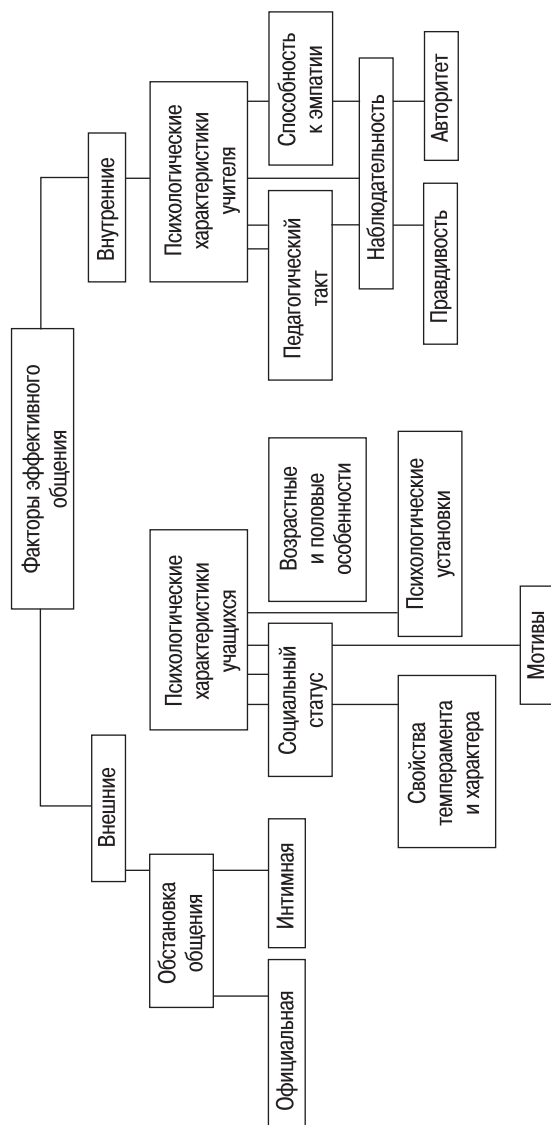 Факторы эффективного
общения
Внешние
Внутренние
Обстановка
общения
Психологические
характеристики
учащихся
Психологические
характеристики
учителя
Официальная
Интимная
Социальный
статус
Возрастные
и половые
особенности
Педагогический
такт
Способность
к эмпатии
Наблюдательность
Свойства
темперамента
и характера
Психологические
установки
Правдивость
Авторитет
Мотивы